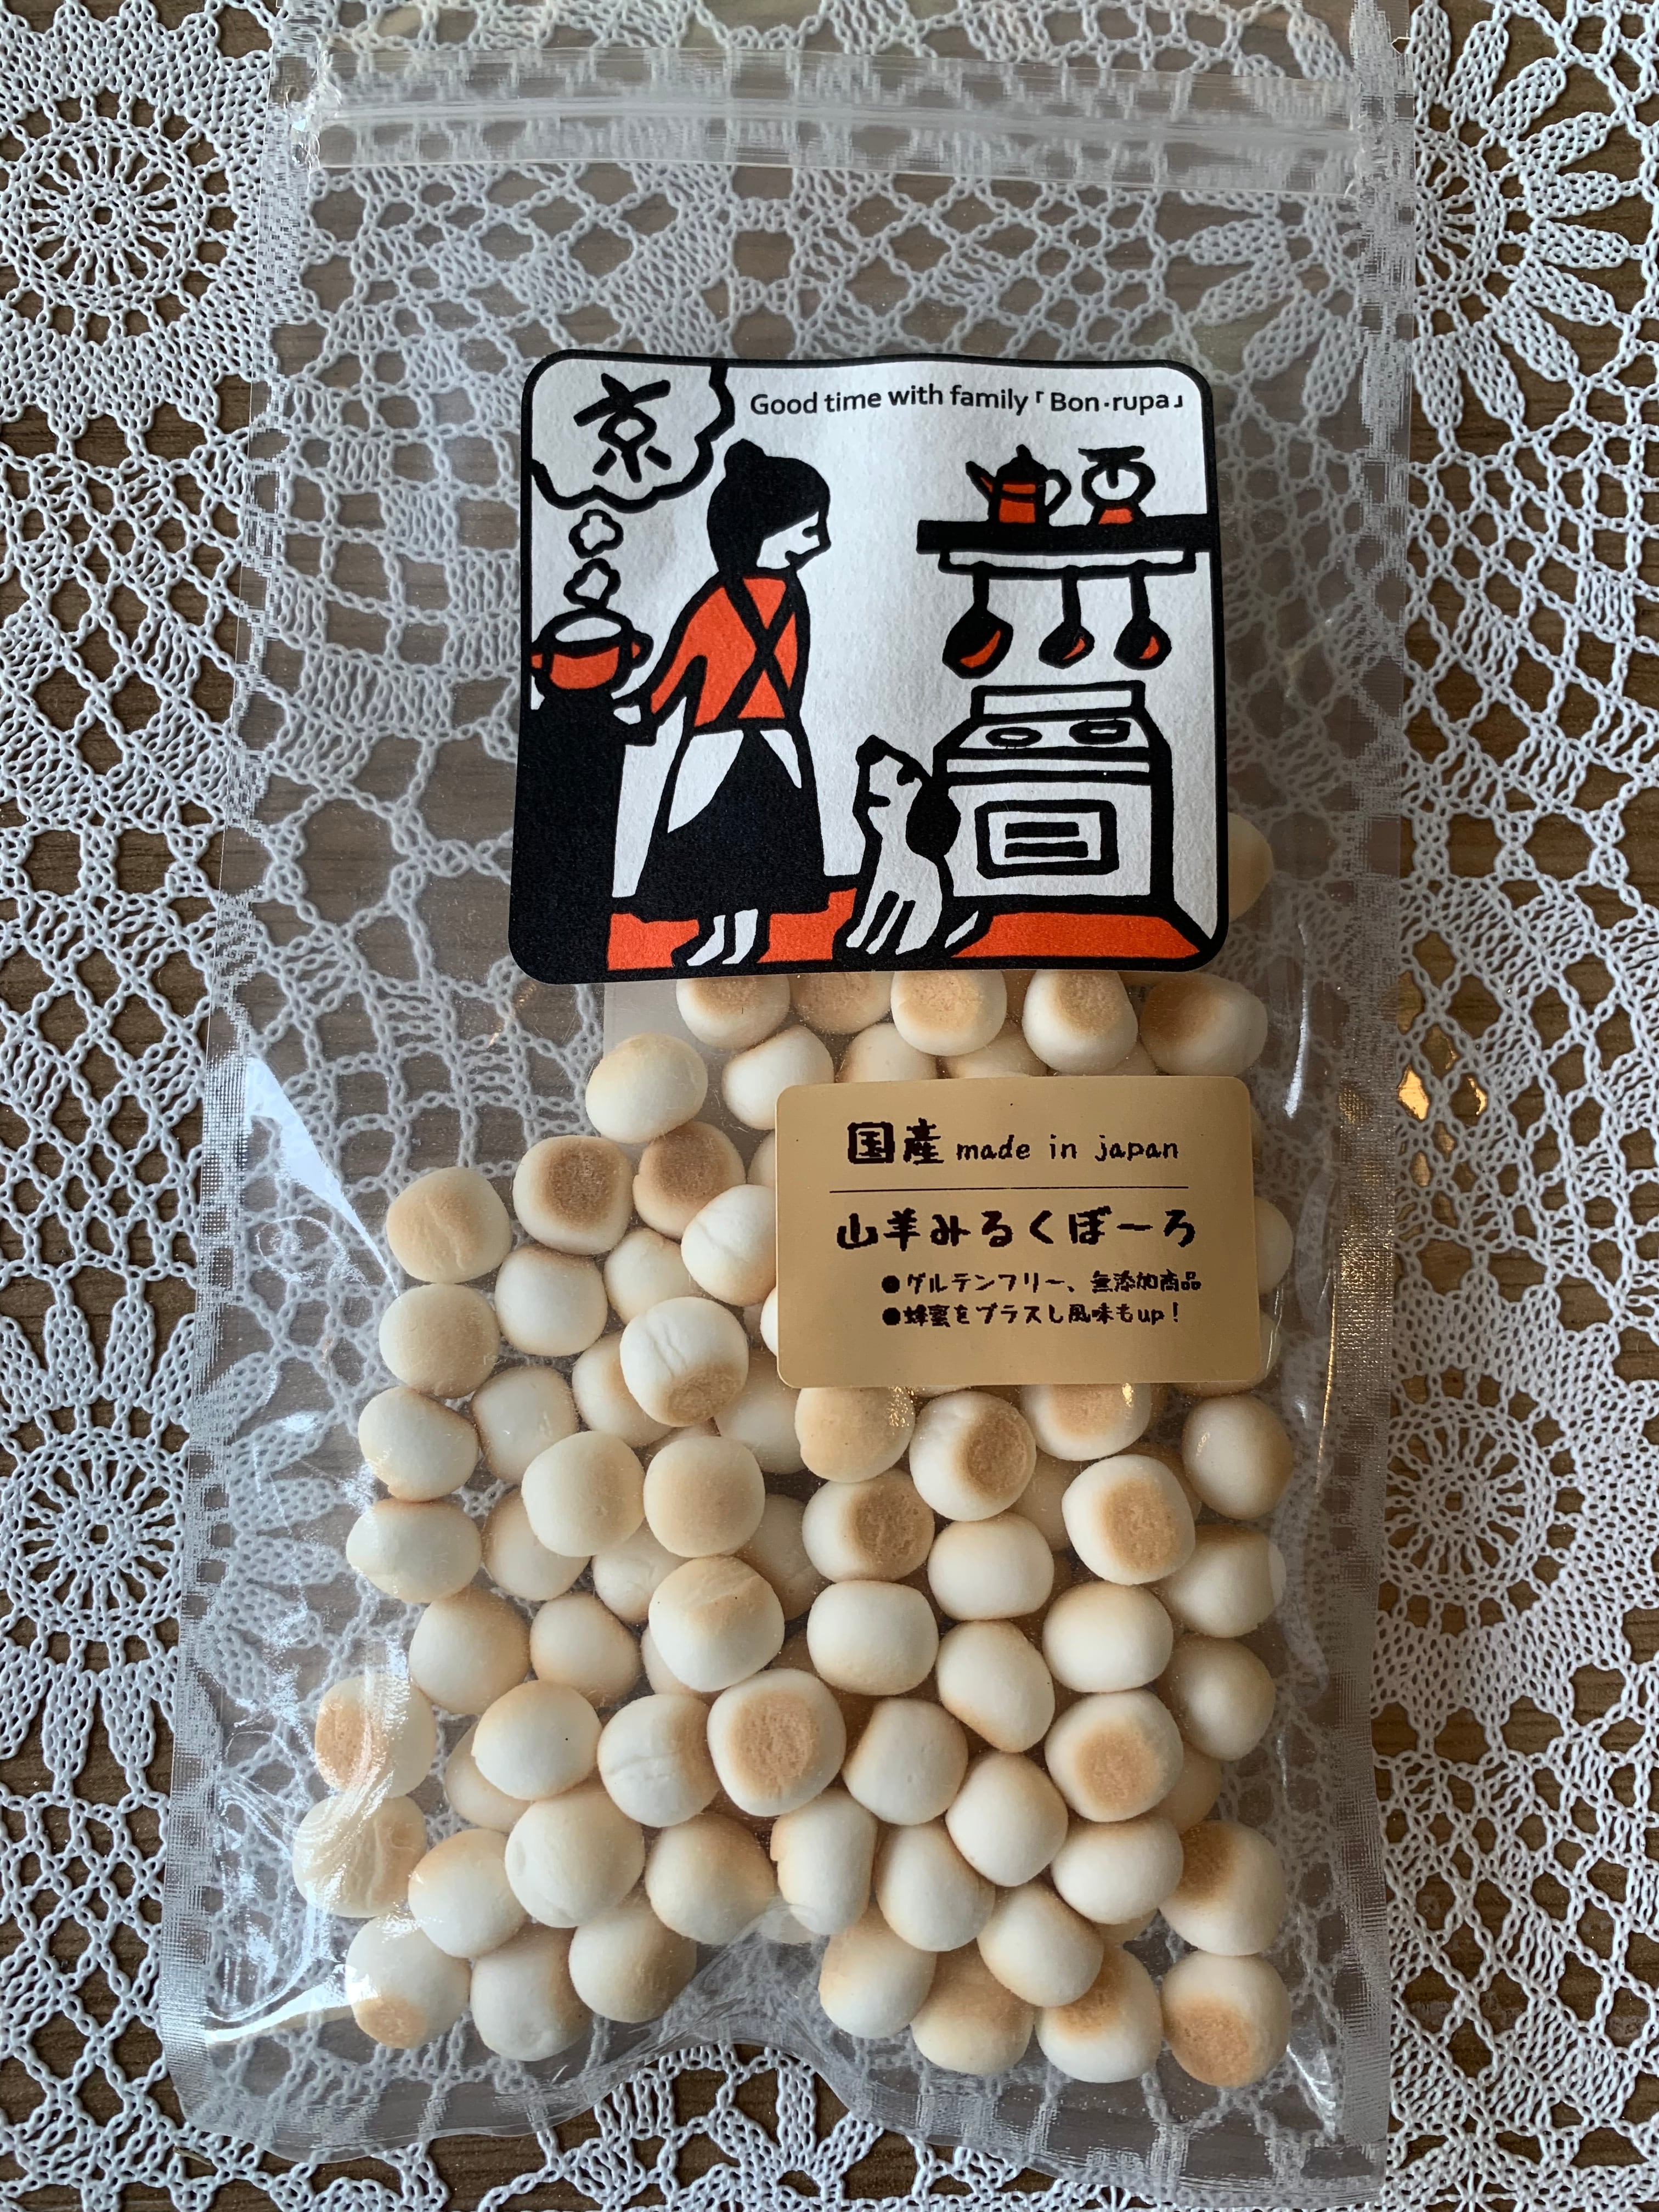 京
Good time with family「Bon・rupa」
国産 made in japan
山羊みるくぼーろ
●グルテンフリー、無添加商品
●蜂蜜をプラスし風味もup！